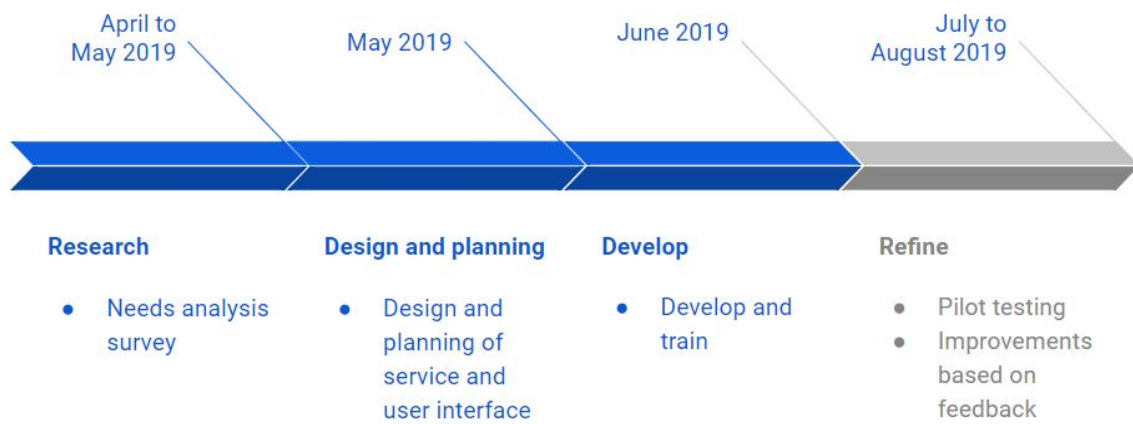 April to
May 2019
May 2019
June 2019
July to
August 2019
Research
● Needs analysis
survey
Design and planning
● Design and
planning of
service and
user interface
Develop
● Develop and
train
Refine
● Pilot testing
● Improvements
based on
feedback